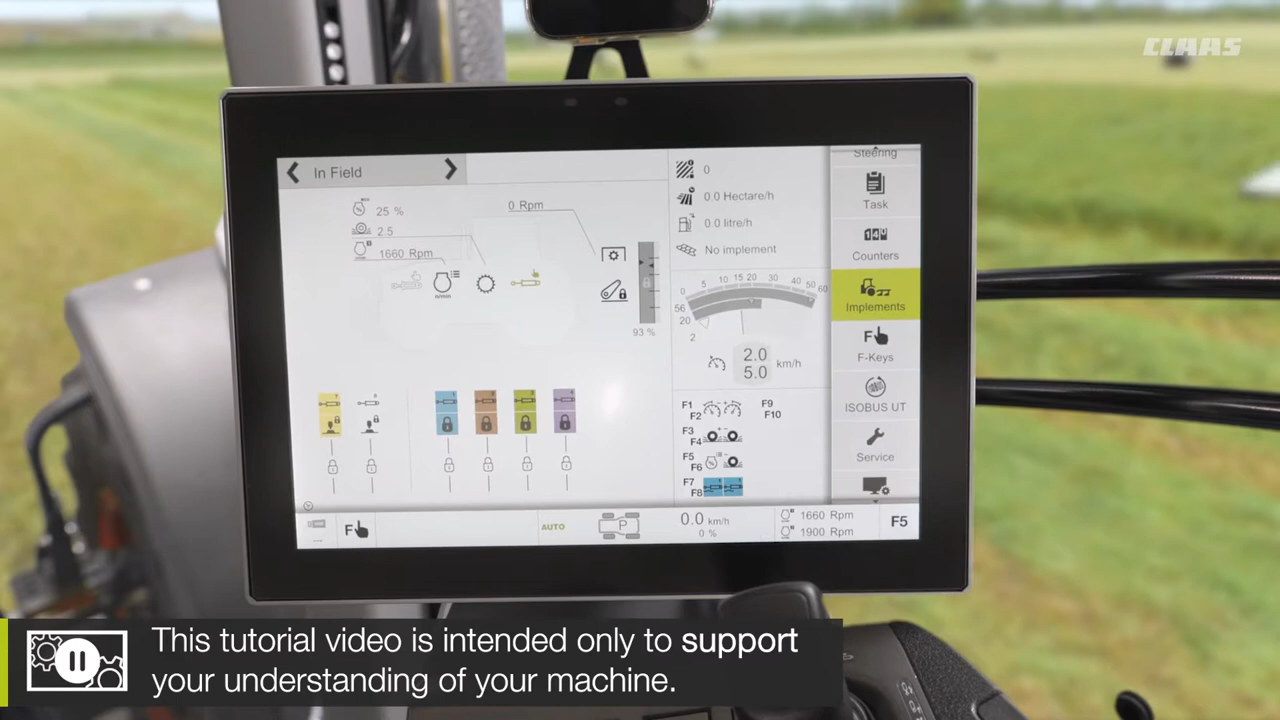 CLAAS
In Field
25 %
2.5
1660 Rpm
n/min
0 Rpm
93 %
0
0.0 Hectare/h
0.0 litre/h
No implement
0 5 10 15 20 30 40 50 60
56
20
2
2.0
5.0
km/h
F1
F2
F3
F4
F5
F6
F7
F8
F9
F10
Steering
Task
Counters
Implements
F-Keys
ISOBUS UT
Service
F
AUTO
P
0.0 km/h
0 %
1660 Rpm
1900 Rpm
F5
This tutorial video is intended only to support
your understanding of your machine.